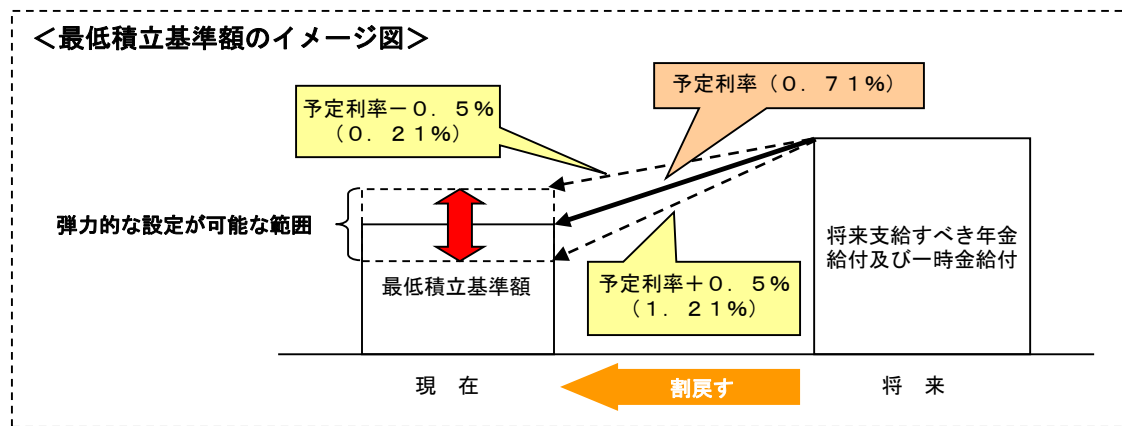 ＜最低積立基準額のイメージ図＞
予定利率－０．５％
（０．２１％）
予定利率（０．７１％）
弾力的な設定が可能な範囲
最低積立基準額
予定利率＋０．５％
（１．２１％）
将来支給すべき年金
給付及び一時金給付
現　在
割戻す
将　来